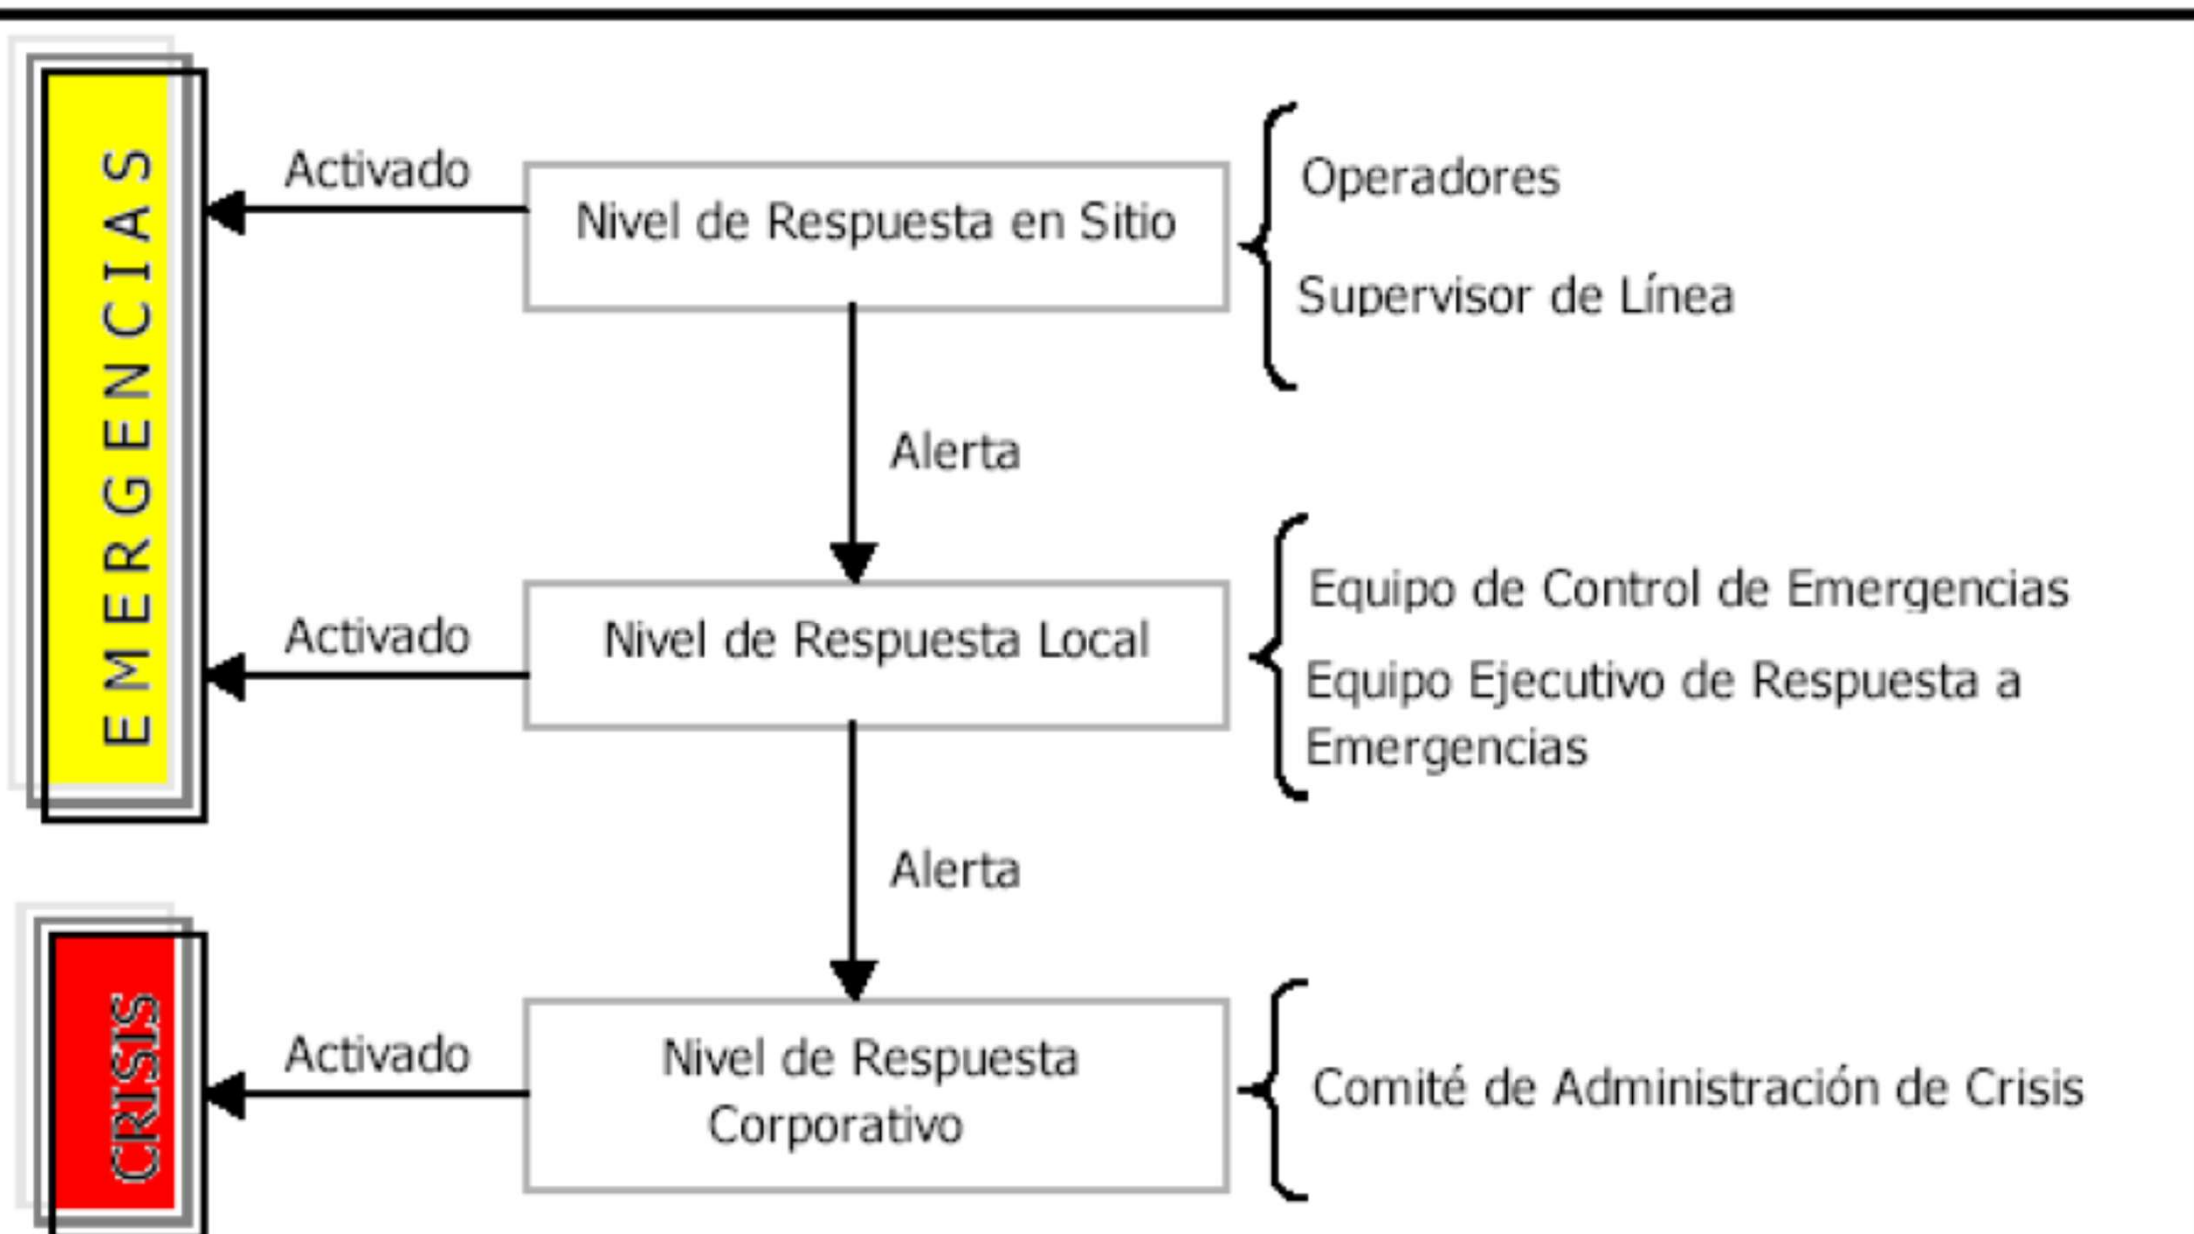 EMERGENCIAS
Activado
Nivel de Respuesta en Sitio
Operadores
Supervisor de Línea
Alerta
Activado
Nivel de Respuesta Local
Equipo de Control de Emergencias
Equipo Ejecutivo de Respuesta a
Emergencias
Alerta
CRISIS
Activado
Nivel de Respuesta
Corporativo
Comité de Administración de Crisis